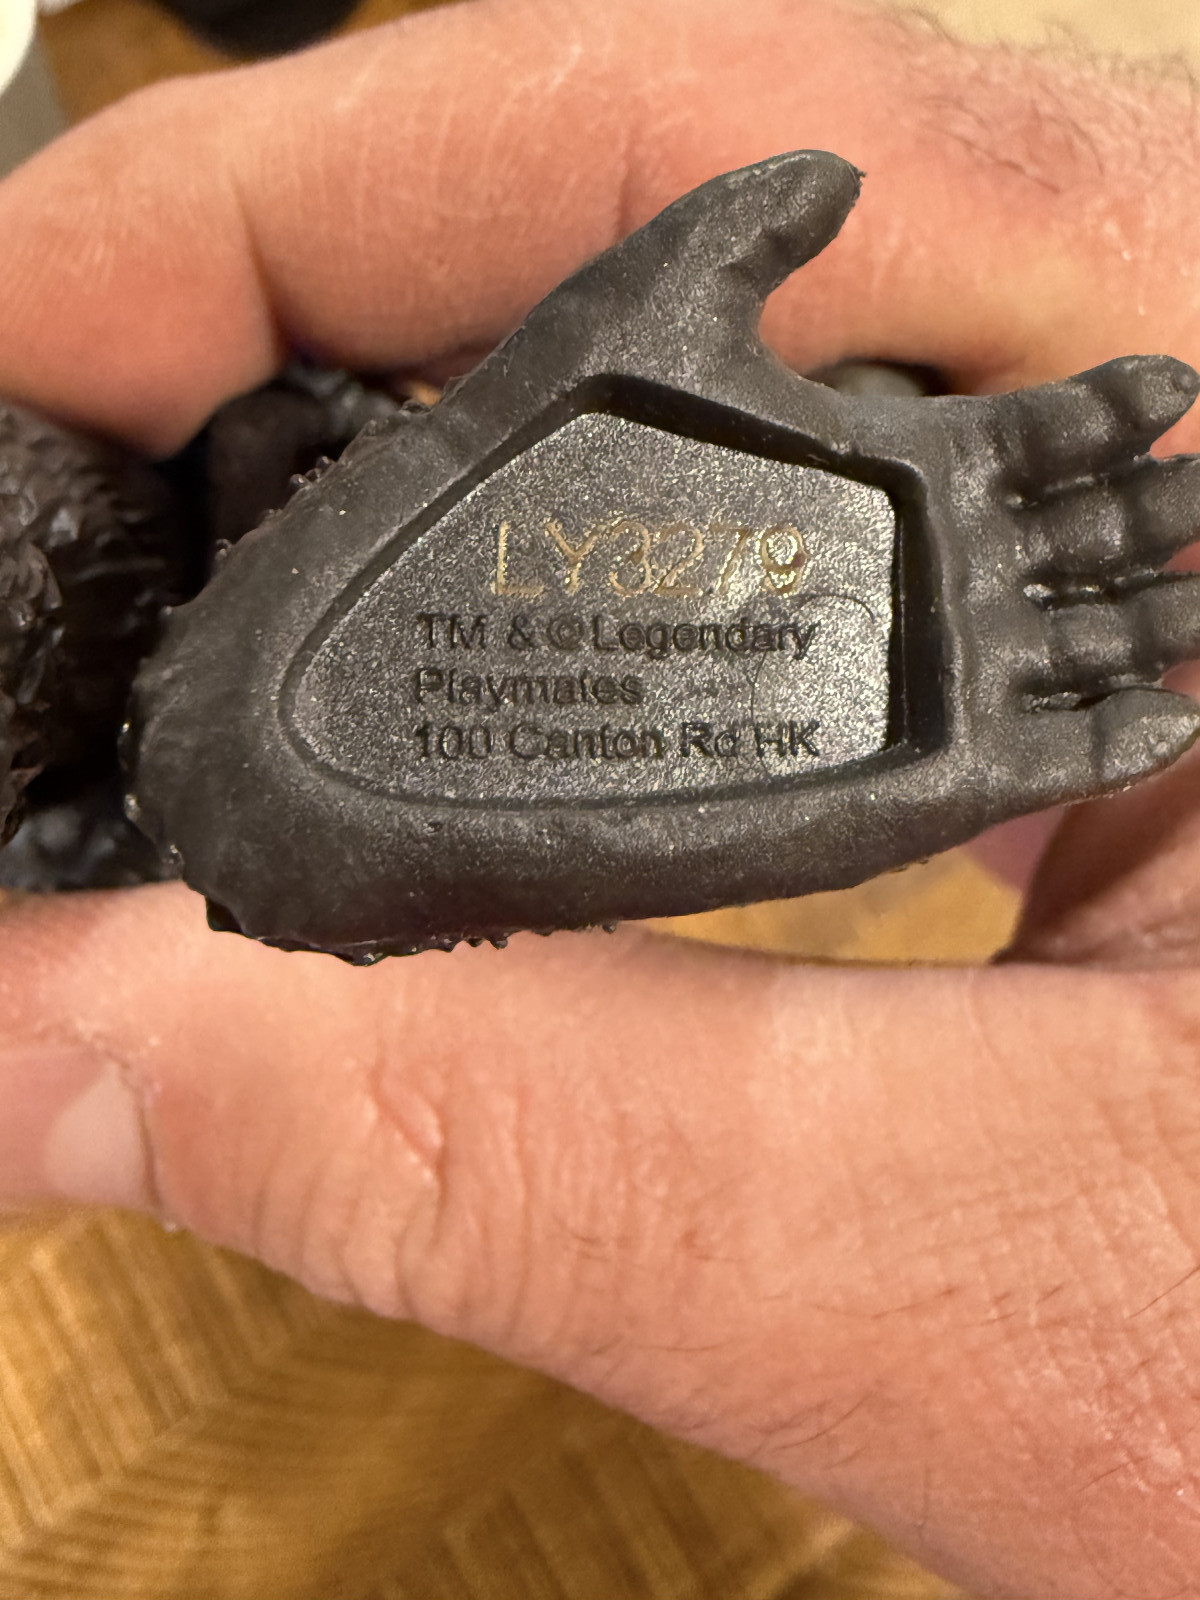 LY3279
TM & © Legendary
Playmates
100 Canton Rd HK